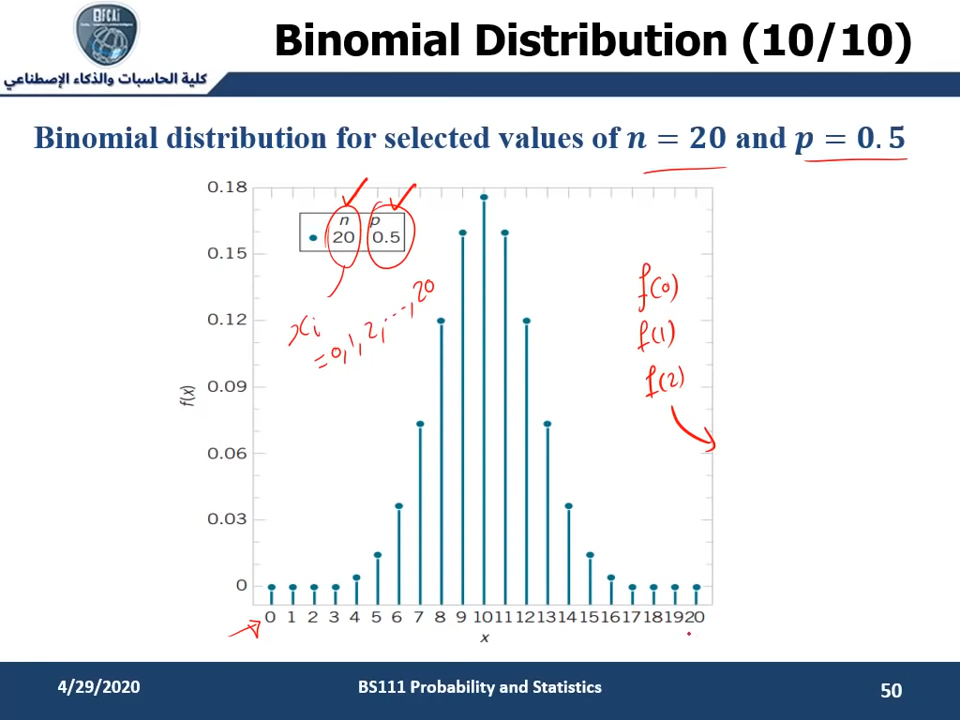 BFCAi
كلية الحاسبات والذكاء الإصطناعي
Binomial Distribution (10/10)
Binomial distribution for selected values of n = 20 and p = 0.5
n p
20 0.5
0.18
0.15
0.12
0.09
0.06
0.03
0
f(x)
xi
= 0, 1, 2, ..., 20
f(0)
f(1)
f(2)
0 1 2 3 4 5 6 7 8 9 10 11 12 13 14 15 16 17 18 19 20
x
4/29/2020
BS111 Probability and Statistics
50